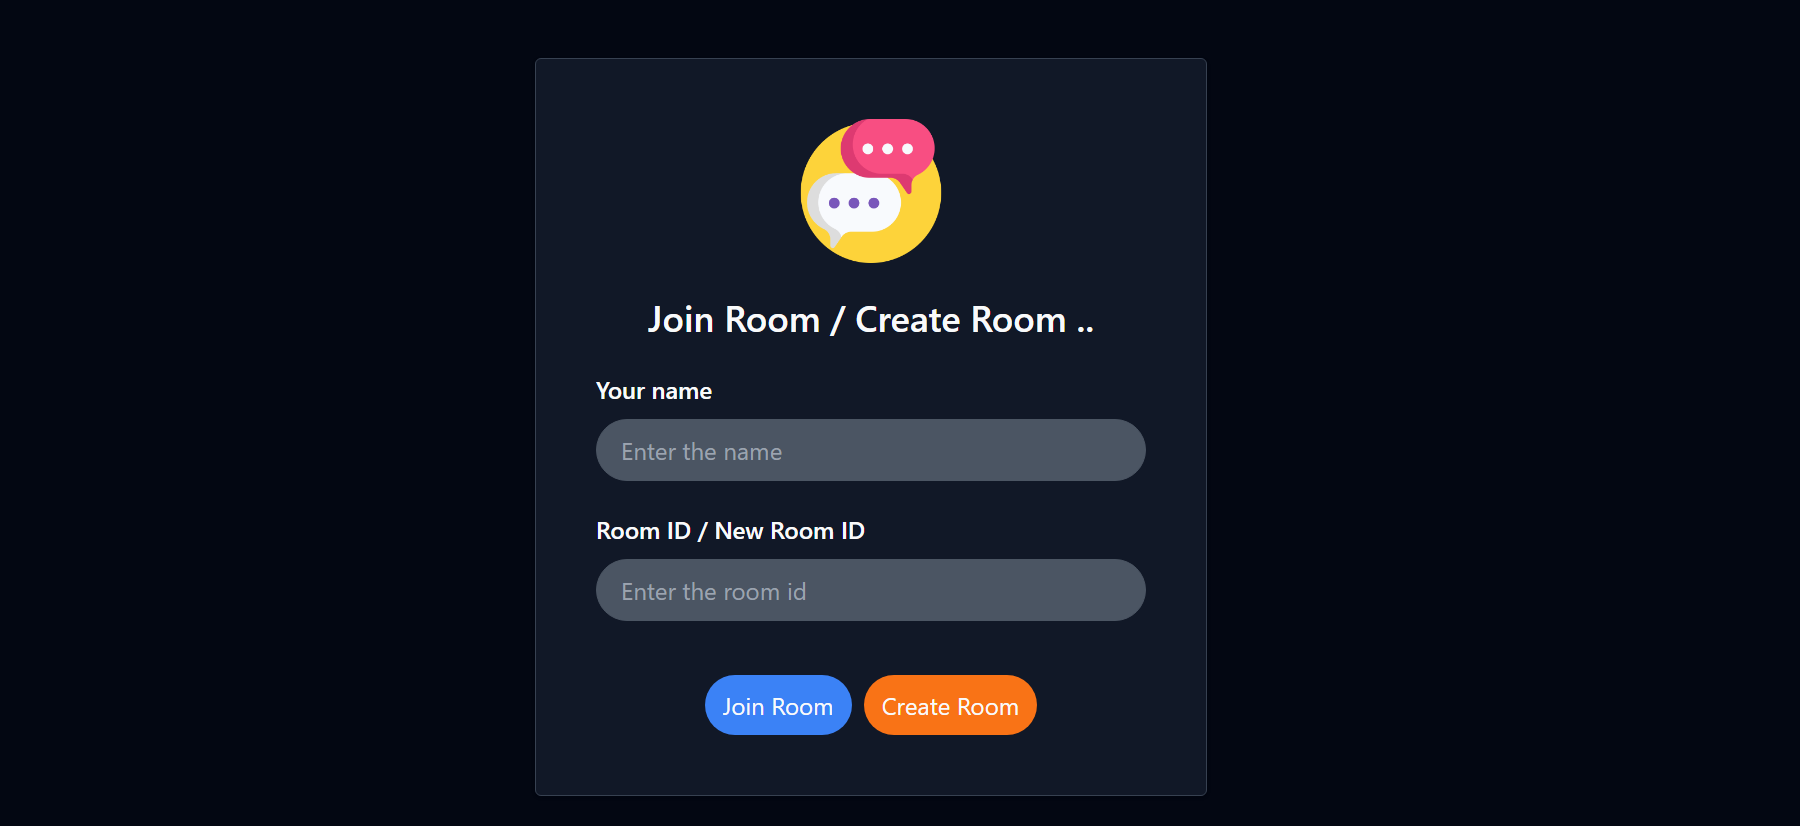 Join Room / Create Room ..
Your name
Enter the name
Room ID / New Room ID
Enter the room id
Join Room Create Room